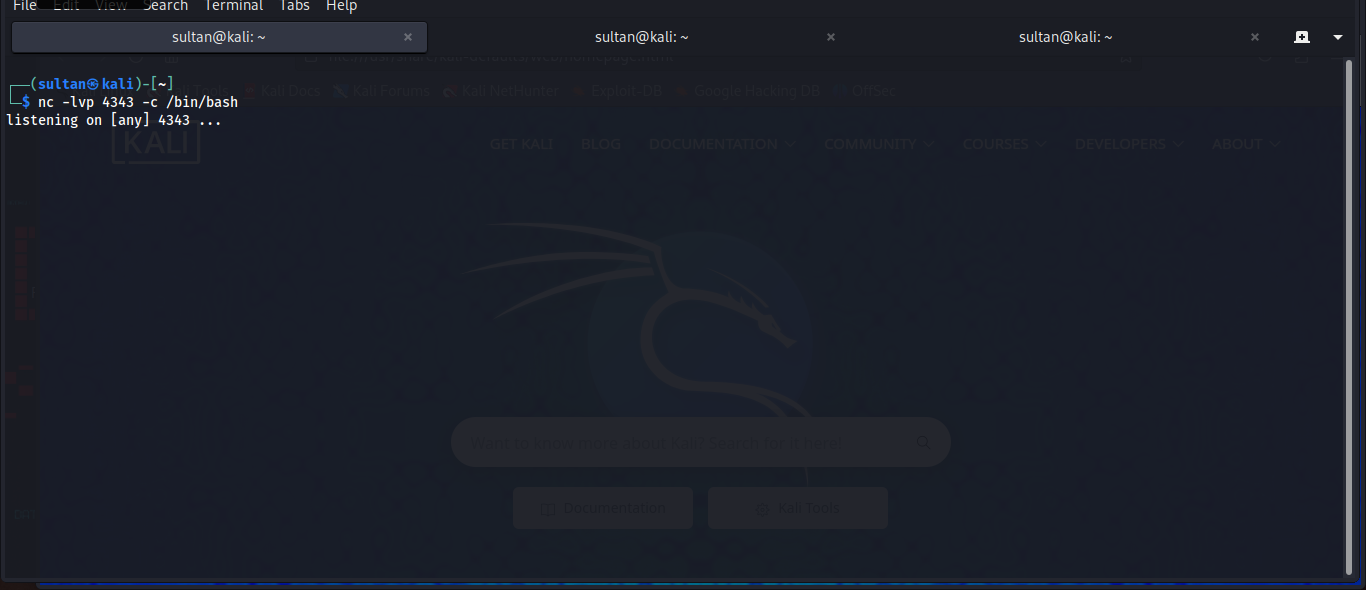 File Edit View Search Terminal Tabs Help
sultan@kali: ~ × sultan@kali: ~ × sultan@kali: ~ ×
┌──(sultan㉿kali)-[~]
└─$ nc -lvp 4343 -c /bin/bash
Kali Docs Kali Forums Kali NetHunter Exploit-DB Google Hacking DB OffSec
listening on [any] 4343 ...
KALI GET KALI BLOG DOCUMENTATION COMMUNITY COURSES DEVELOPERS ABOUT
Want to know more about Kali? Search for it here!
Documentation Kali Tools